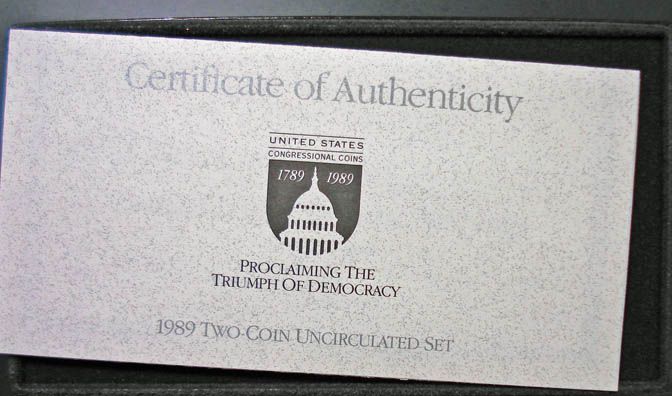 Certificate of Authenticity
UNITED STATES
CONGRESSIONAL COINS
1789 1989
PROCLAIMING THE
TRIUMPH OF DEMOCRACY
1989 TWO-COIN UNCIRCULATED SET